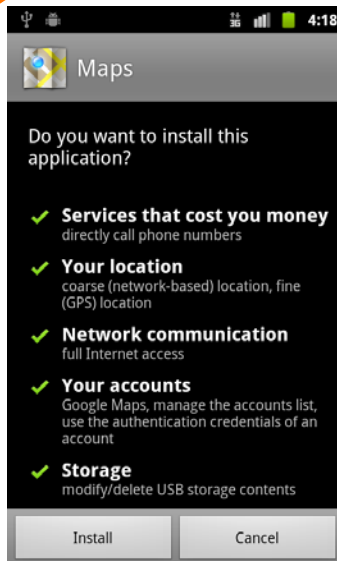 3G 4:18
Maps
Do you want to install this
application?
Services that cost you money
directly call phone numbers
Your location
coarse (network-based) location, fine
(GPS) location
Network communication
full Internet access
Your accounts
Google Maps, manage the accounts list,
use the authentication credentials of an
account
Storage
modify/delete USB storage contents
Install Cancel